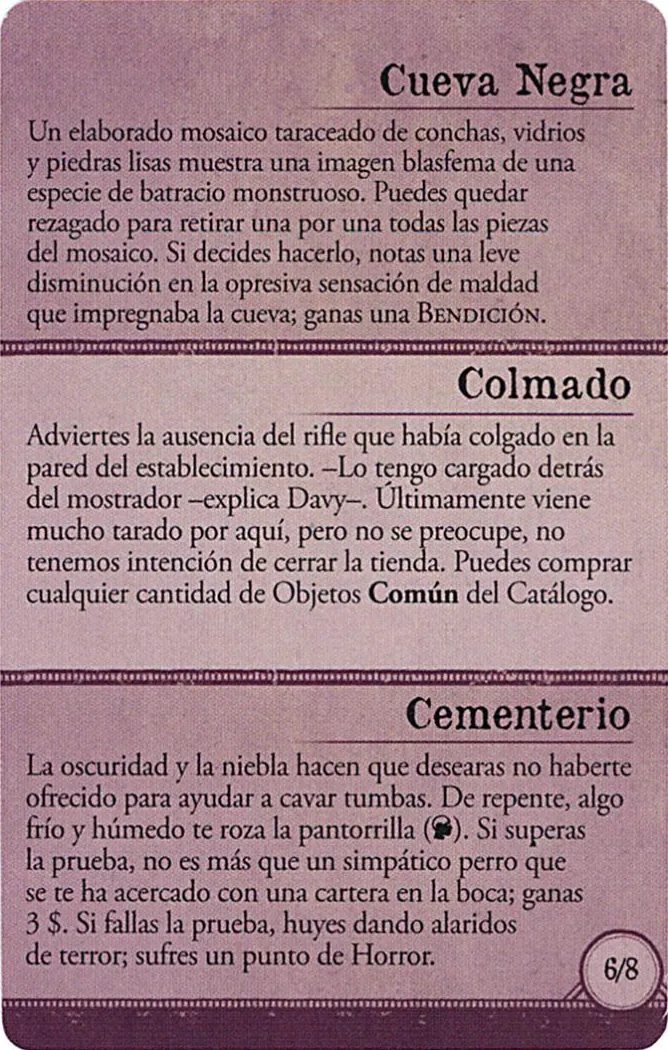 Cueva Negra
Un elaborado mosaico taraceado de conchas, vidrios
y piedras lisas muestra una imagen blasfema de una
especie de batracio monstruoso. Puedes quedar
rezagado para retirar una por una todas las piezas
del mosaico. Si decides hacerlo, notas una leve
disminución en la opresiva sensación de maldad
que impregnaba la cueva; ganas una BENDICIÓN.
Colmado
Adviertes la ausencia del rifle que había colgado en la
pared del establecimiento. –Lo tengo cargado detrás
del mostrador –explica Davy–. Últimamente viene
mucho tarado por aquí, pero no se preocupe, no
tenemos intención de cerrar la tienda. Puedes comprar
cualquier cantidad de Objetos Común del Catálogo.
Cementerio
La oscuridad y la niebla hacen que desearas no haberte
ofrecido para ayudar a cavar tumbas. De repente, algo
frío y húmedo te roza la pantorrilla (). Si superas
la prueba, no es más que un simpático perro que
se te ha acercado con una cartera en la boca; ganas
3 $. Si fallas la prueba, huyes dando alaridos
de terror; sufres un punto de Horror.
6/8